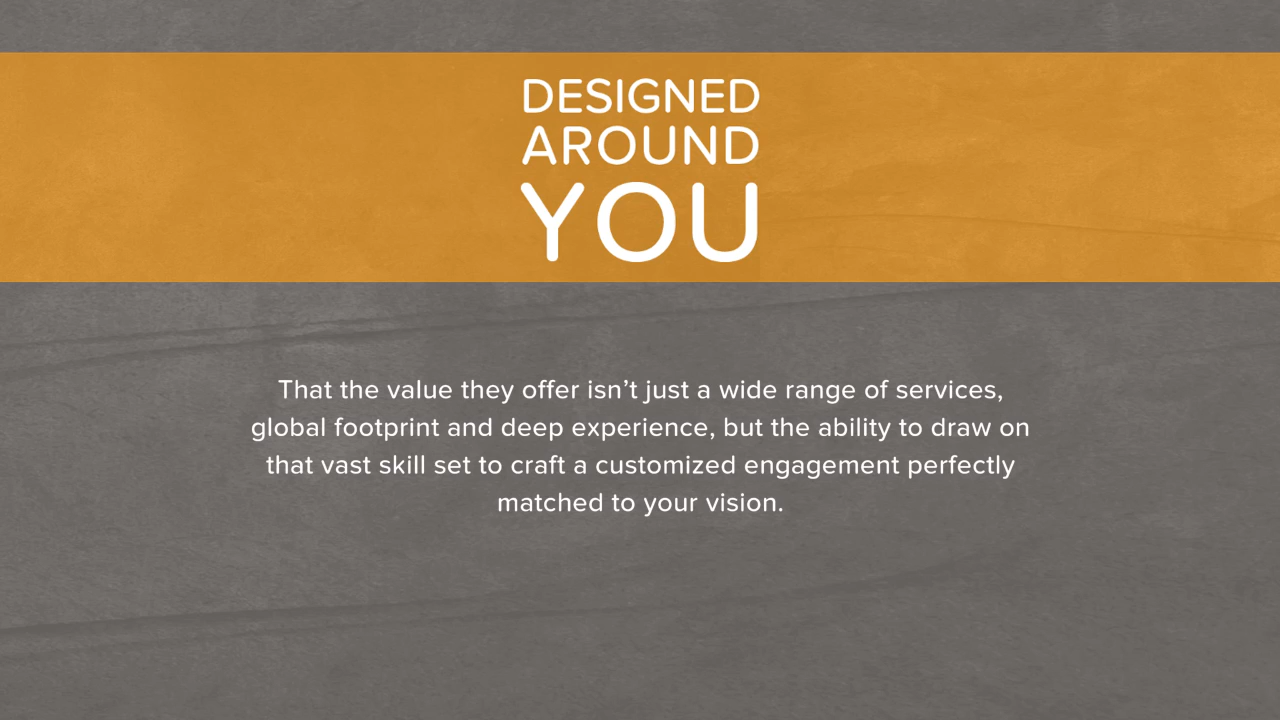 DESIGNED
AROUND
YOU
That the value they offer isn’t just a wide range of services,
global footprint and deep experience, but the ability to draw on
that vast skill set to craft a customized engagement perfectly
matched to your vision.